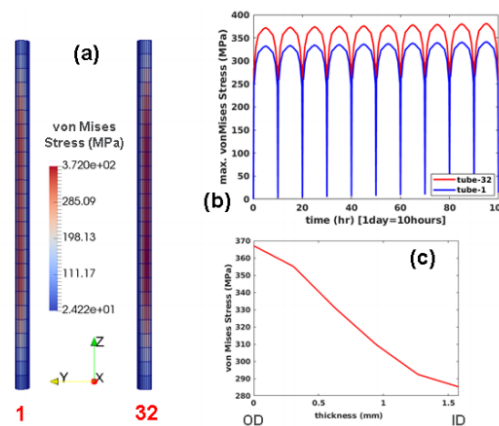 (a)
von Mises
Stress (MPa)
3.720e+02
285.09
198.13
111.17
2.422e+01
Z
Y
X
1
32
(b)
max. vonMises Stress (MPa)
400
350
300
250
200
150
100
50
0
0 20 40 60 80 100
tube-32
tube-1
time (hr) [1day=10hours]
(c)
von Mises Stress (MPa)
370
360
350
340
330
320
310
300
290
280
0 0.5 1 1.5
OD thickness (mm) ID